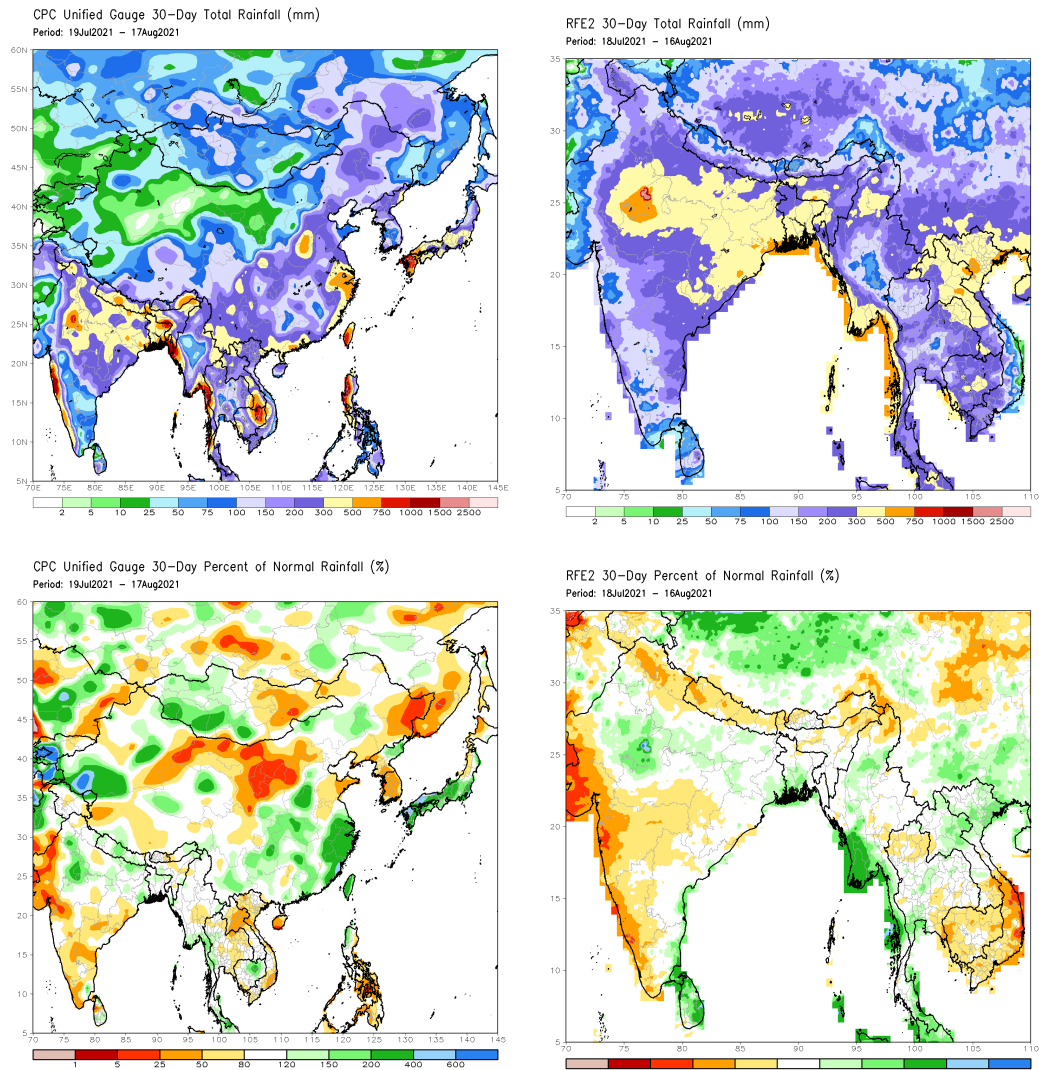 CPC Unified Gauge 30-Day Total Rainfall (mm)
Period: 19Jul2021 - 17Aug2021
60N
55N
50N
45N
40N
35N
30N
25N
20N
15N
10N
5N
70E 75E 80E 85E 90E 95E 100E 105E 110E 115E 120E 125E 130E 135E 140E 145E
2 5 10 25 50 75 100 150 200 300 500 750 1000 1500 2500
RFE2 30-Day Total Rainfall (mm)
Period: 18Jul2021 - 16Aug2021
35
30
25
20
15
10
5
70 75 80 85 90 95 100 105 110
2 5 10 25 50 75 100 150 200 300 500 750 1000 1500 2500
CPC Unified Gauge 30-Day Percent of Normal Rainfall (%)
Period: 19Jul2021 - 17Aug2021
60
55
50
45
40
35
30
25
20
15
10
5
70 75 80 85 90 95 100 105 110 115 120 125 130 135 140 145
1 5 25 50 80 120 150 200 400 600
RFE2 30-Day Percent of Normal Rainfall (%)
Period: 18Jul2021 - 16Aug2021
35
30
25
20
15
10
5
70 75 80 85 90 95 100 105 110